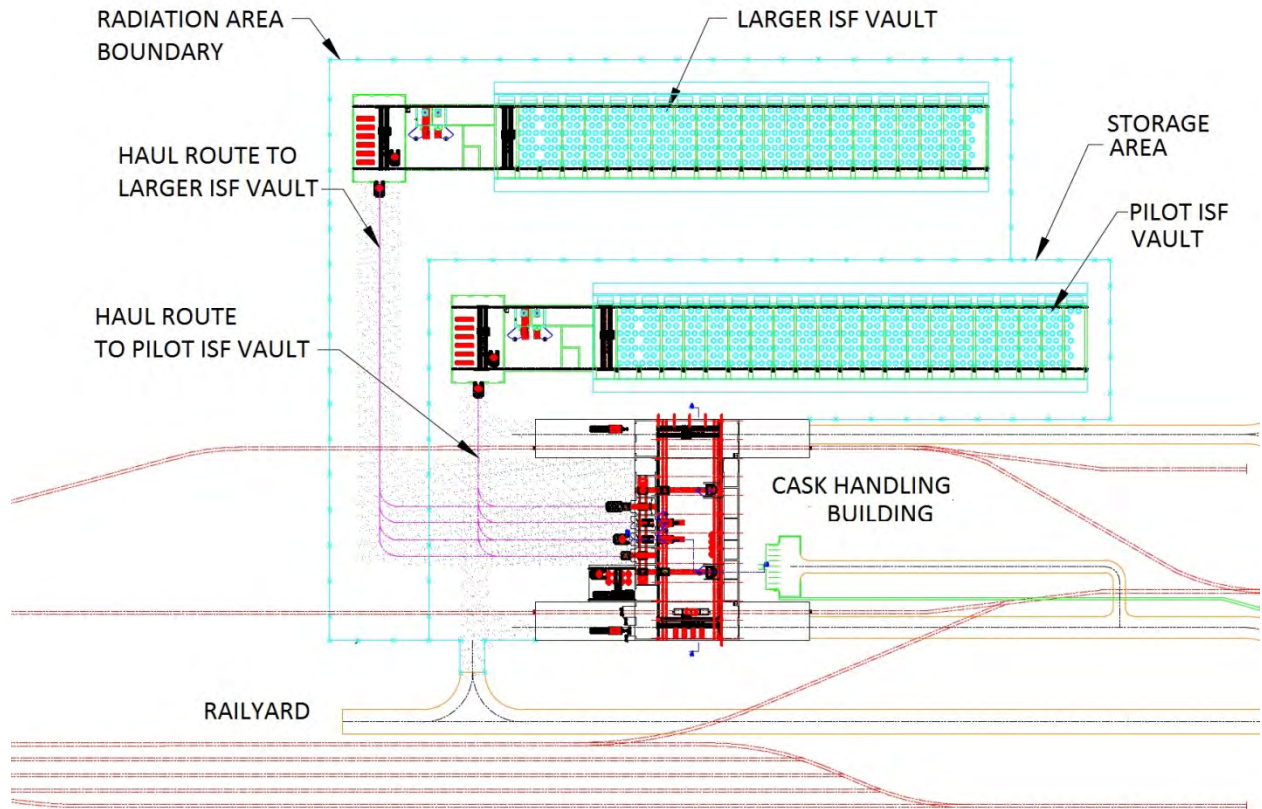 RADIATION AREA
BOUNDARY
LARGER ISF VAULT
STORAGE
AREA
HAUL ROUTE TO
LARGER ISF VAULT
PILOT ISF
VAULT
HAUL ROUTE
TO PILOT ISF VAULT
CASK HANDLING
BUILDING
RAILYARD